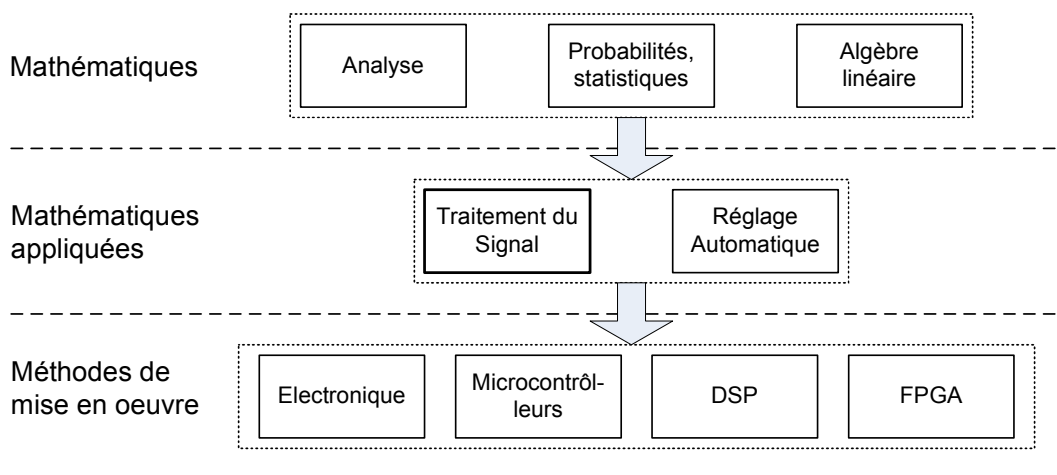 Mathématiques
Analyse
Probabilités,
statistiques
Algèbre
linéaire
Mathématiques
appliquées
Traitement du
Signal
Réglage
Automatique
Méthodes de
mise en oeuvre
Electronique
Microcontrôl-
leurs
DSP
FPGA